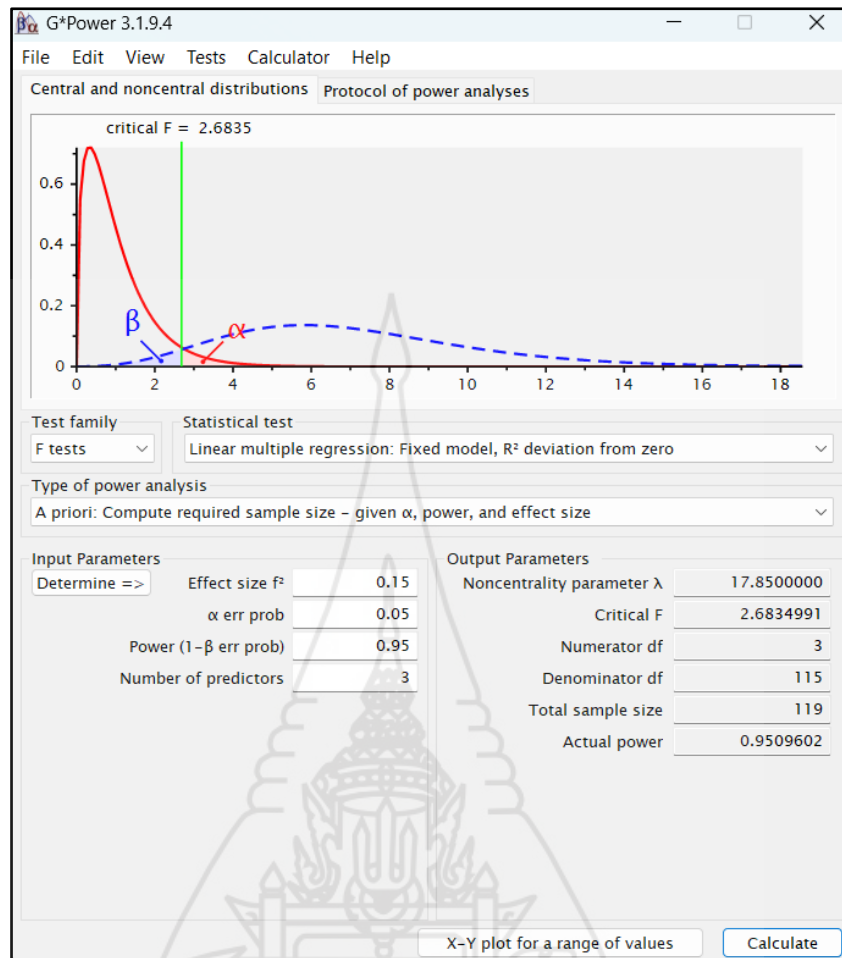 G*Power 3.1.9.4
File Edit View Tests Calculator Help
Central and noncentral distributions Protocol of power analyses
critical F = 2.6835
0.6
0.4
0.2
0
β
α
0 2 4 6 8 10 12 14 16 18
Test family Statistical test
F tests Linear multiple regression: Fixed model, R² deviation from zero
Type of power analysis
A priori: Compute required sample size – given α, power, and effect size
Input Parameters Output Parameters
Determine => Effect size f² 0.15 Noncentrality parameter λ 17.8500000
α err prob 0.05 Critical F 2.6834991
Power (1-β err prob) 0.95 Numerator df 3
Number of predictors 3 Denominator df 115
Total sample size 119
Actual power 0.9509602
X-Y plot for a range of values Calculate